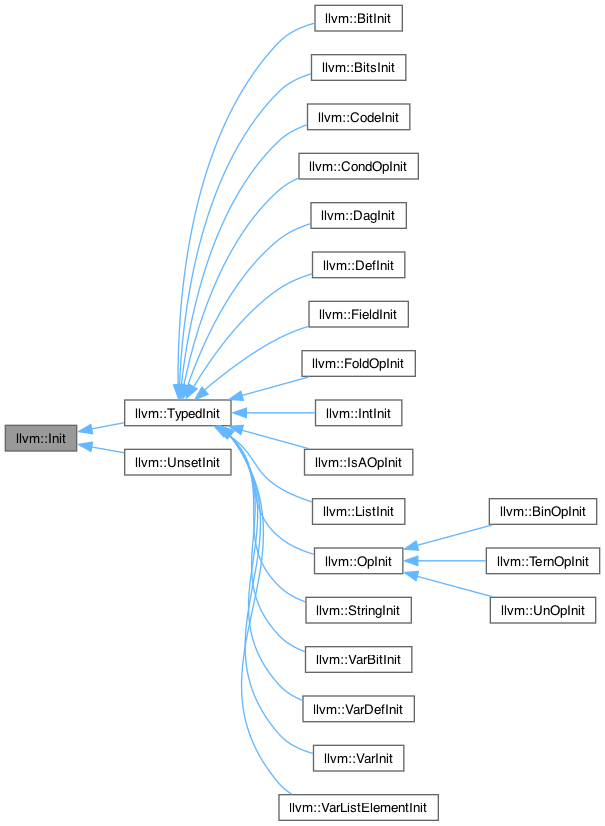 llvm::BitInit
llvm::BitsInit
llvm::CodeInit
llvm::CondOpInit
llvm::DagInit
llvm::DefInit
llvm::FieldInit
llvm::FoldOpInit
llvm::TypedInit
llvm::IntInit
llvm::Init
llvm::UnsetInit
llvm::IsAOpInit
llvm::ListInit
llvm::BinOpInit
llvm::OpInit
llvm::TernOpInit
llvm::StringInit
llvm::UnOpInit
llvm::VarBitInit
llvm::VarDefInit
llvm::VarInit
llvm::VarListElementInit